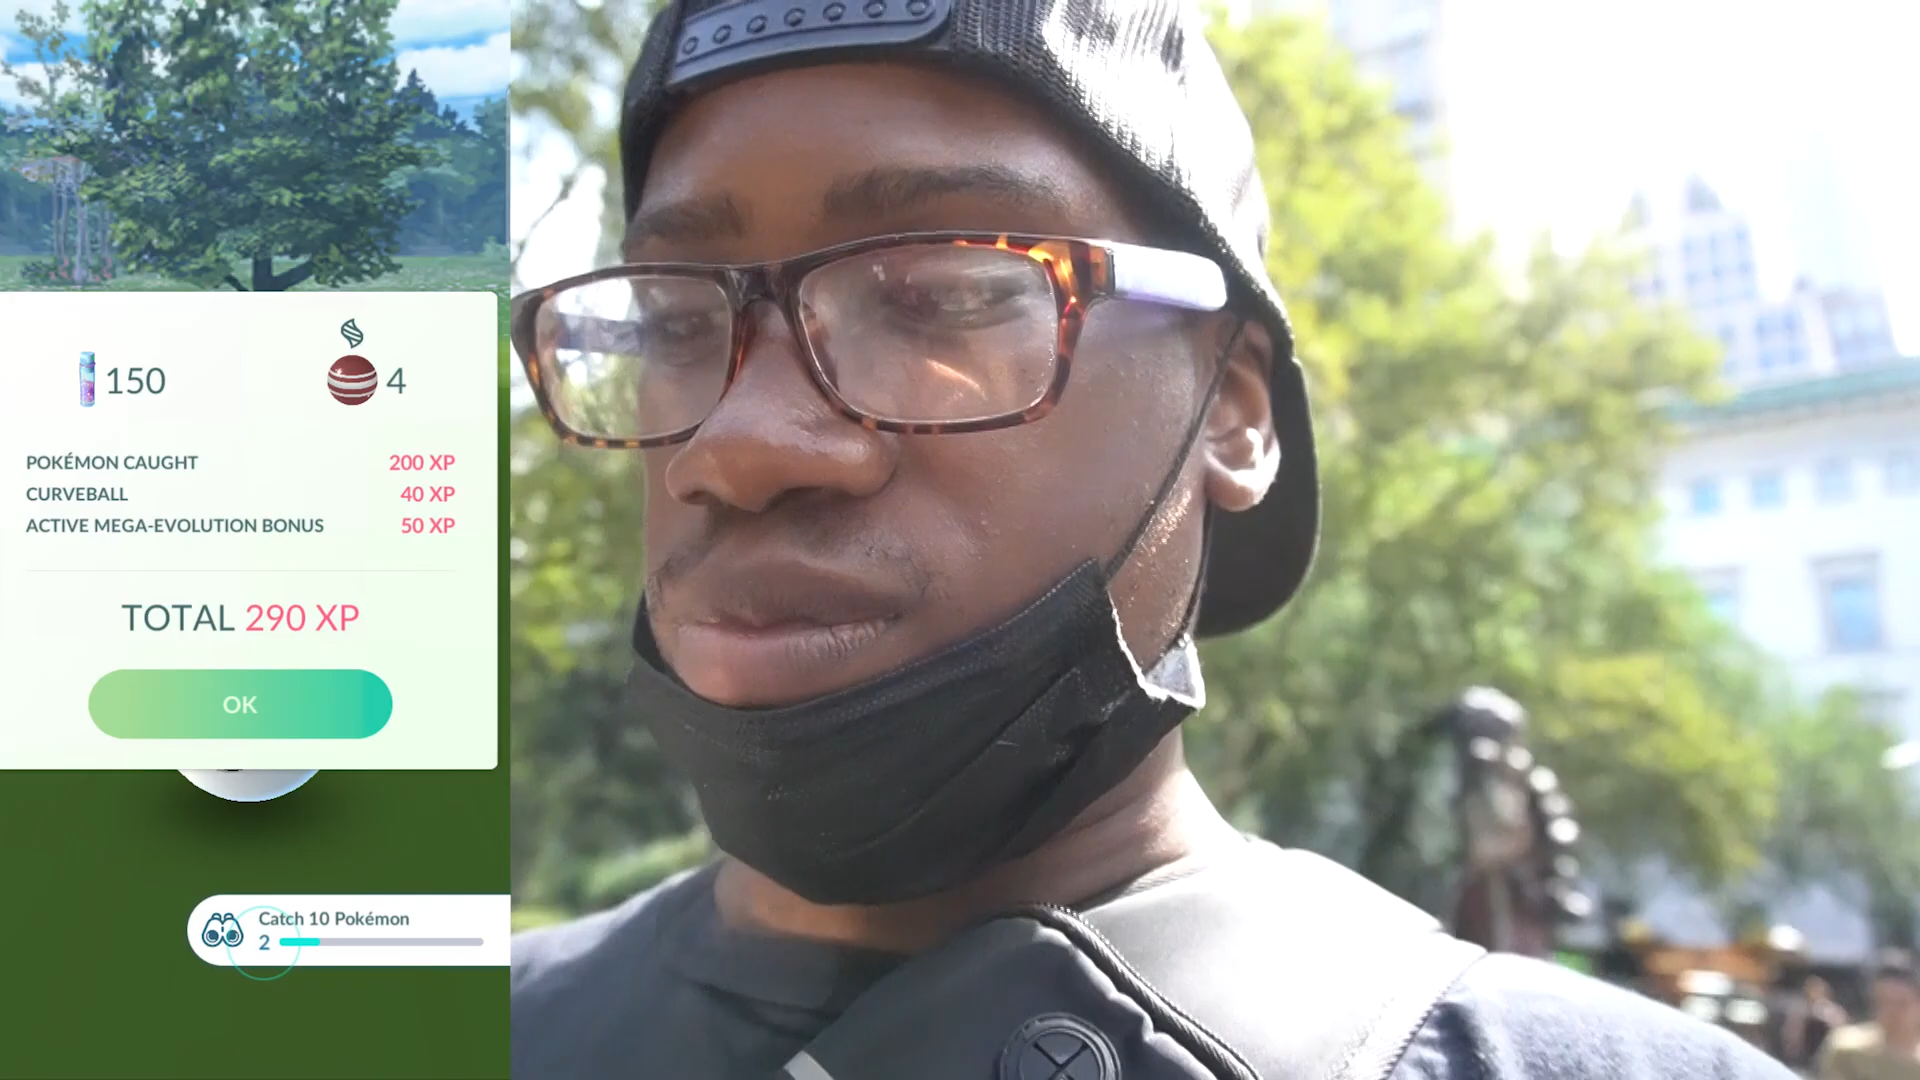 150
4
POKÉMON CAUGHT 200 XP
CURVEBALL 40 XP
ACTIVE MEGA-EVOLUTION BONUS 50 XP
TOTAL 290 XP
OK
Catch 10 Pokémon
2